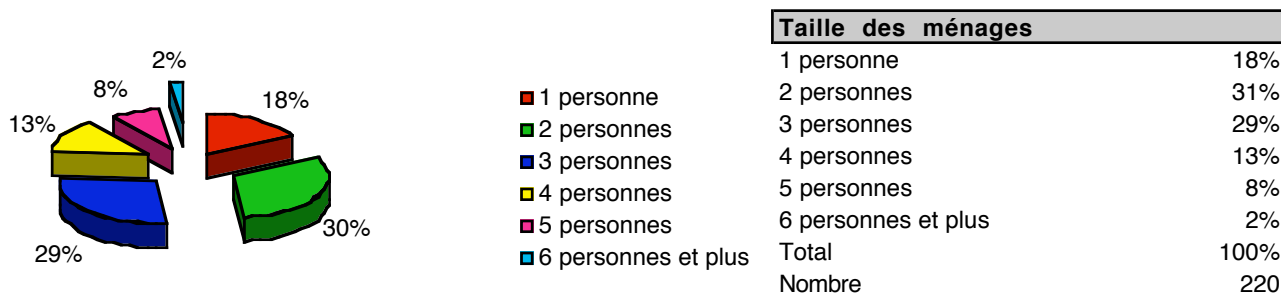 2%
8%
18%
13%
30%
29%
1 personne
2 personnes
3 personnes
4 personnes
5 personnes
6 personnes et plus
Taille des ménages
1 personne 18%
2 personnes 31%
3 personnes 29%
4 personnes 13%
5 personnes 8%
6 personnes et plus 2%
Total 100%
Nombre 220